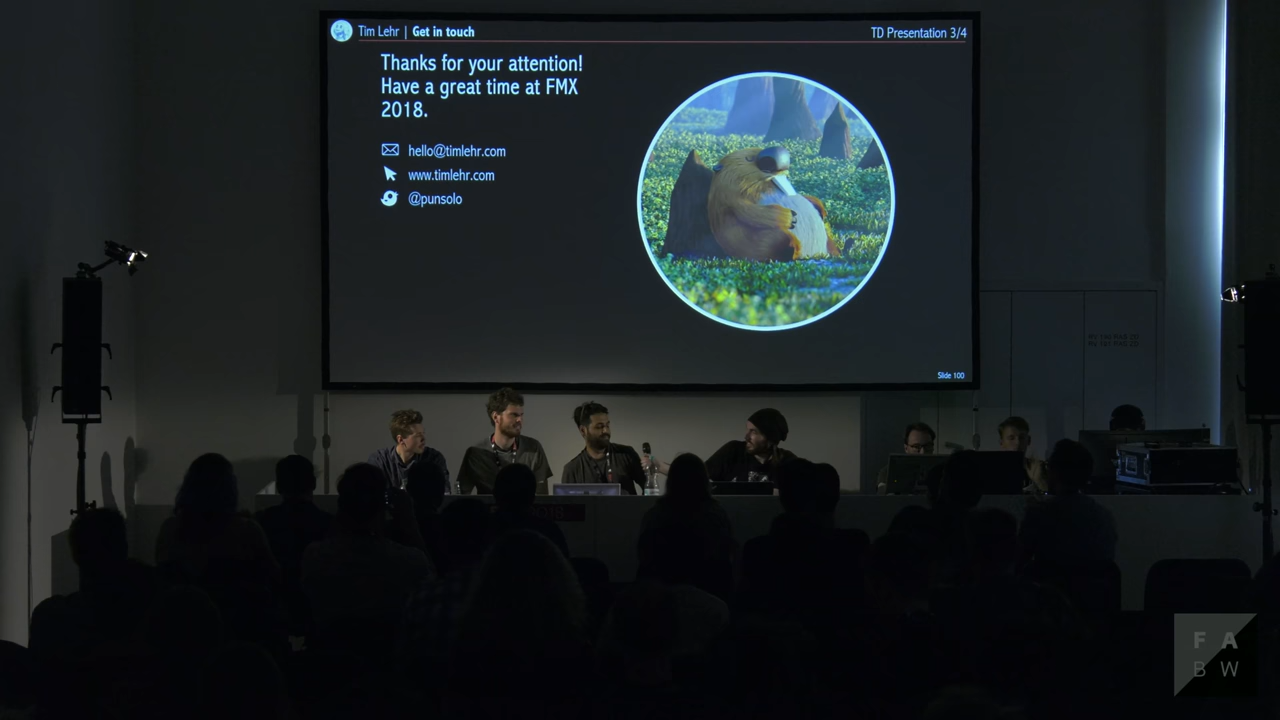 Tim Lehr | Get in touch
TD Presentation 3/4
Thanks for your attention!
Have a great time at FMX
2018.
hello@timlehr.com
www.timlehr.com
@punsolo
Slide 100
F A
B W